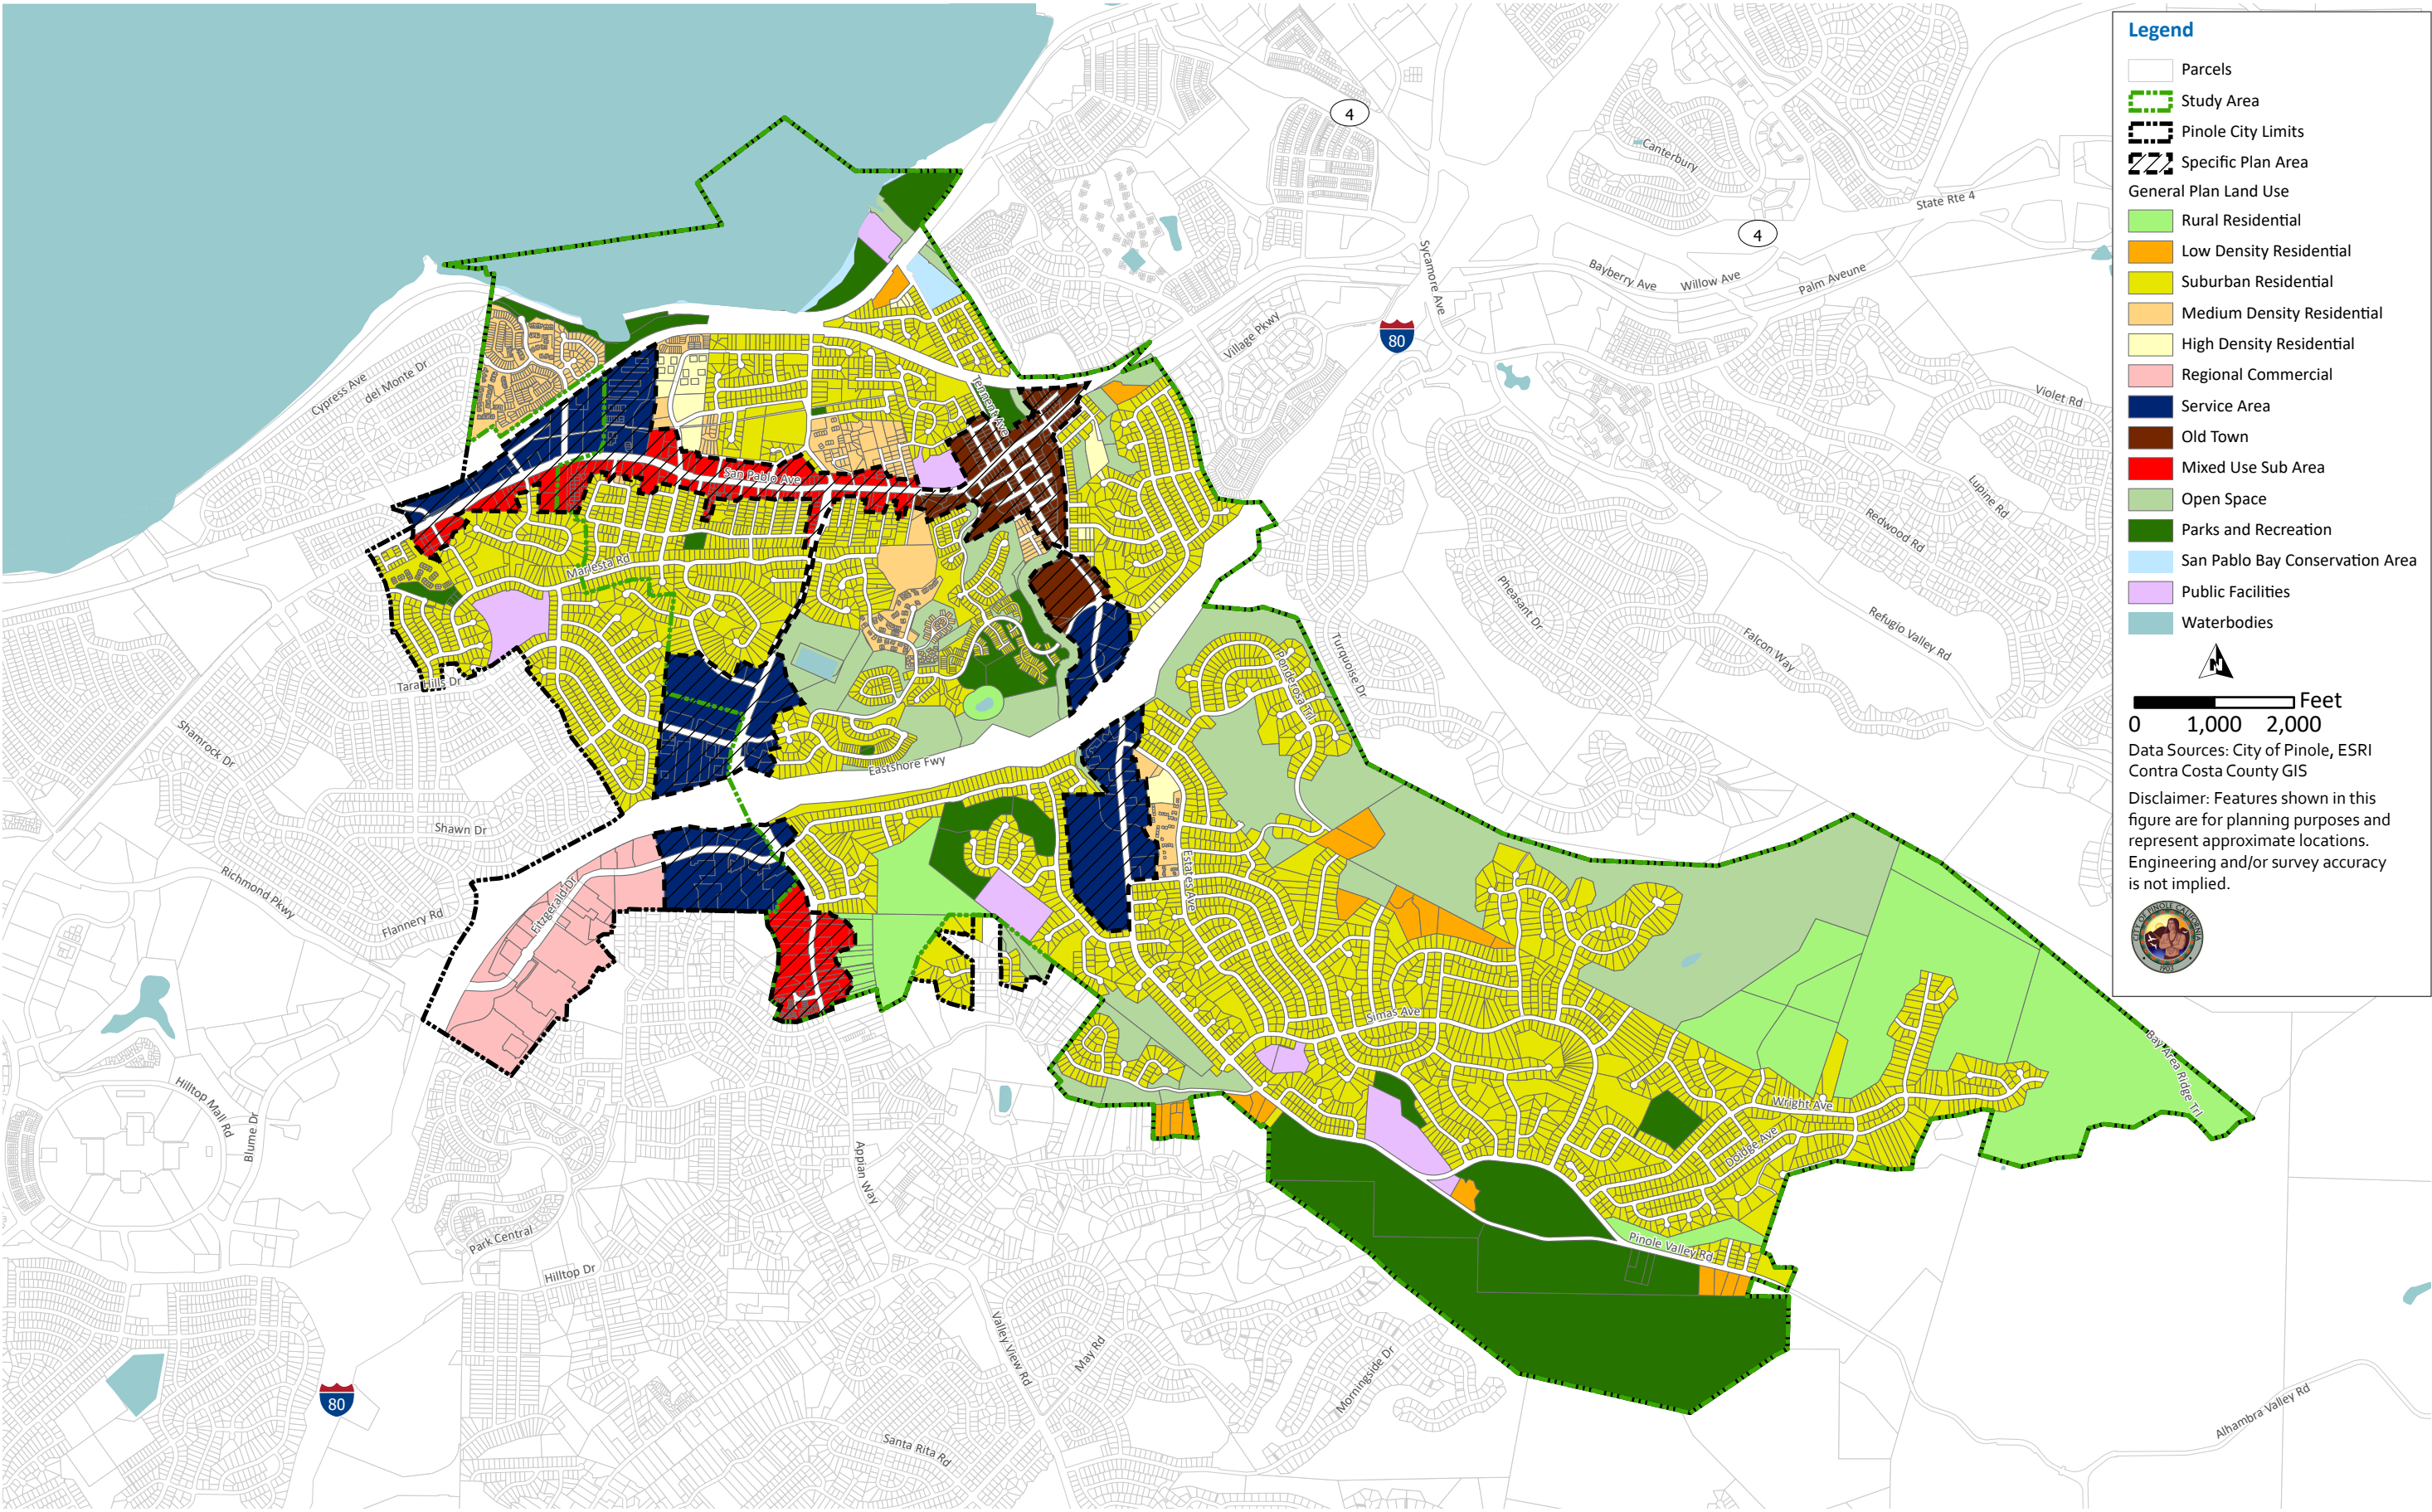 Legend
Parcels
Study Area
Pinole City Limits
Specific Plan Area
General Plan Land Use
Rural Residential
Low Density Residential
Suburban Residential
Medium Density Residential
High Density Residential
Regional Commercial
Service Area
Old Town
Mixed Use Sub Area
Open Space
Parks and Recreation
San Pablo Bay Conservation Area
Public Facilities
Waterbodies
N
Feet
0 1,000 2,000
Data Sources: City of Pinole, ESRI
Contra Costa County GIS
Disclaimer: Features shown in this
figure are for planning purposes and
represent approximate locations.
Engineering and/or survey accuracy
is not implied.
CITY OF PINOLE CALIFORNIA
1903
4
Canterbury
State Rte 4
4
Sycamore Ave
Bayberry Ave
Willow Ave
Palm Aveune
Village Pkwy
80
Cypress Ave
del Monte Dr
Tennent Ave
Violet Rd
San Pablo Ave
Lupine Rd
Redwood Rd
Marlesta Rd
Pheasant Dr
Refugio Valley Rd
Falcon Way
Turquoise Dr
Ponderosa Trl
Tara Hills Dr
Shamrock Dr
Eastshore Fwy
Shawn Dr
Estates Ave
Richmond Pkwy
Fitzgerald Dr
Flannery Rd
Simas Ave
Bay Area Ridge Trl
Hilltop Mall Rd
Blume Dr
Wright Ave
Doidge Ave
Appian Way
Park Central
Pinole Valley Rd
Hilltop Dr
Valley View Rd
May Rd
Morningside Dr
80
Alhambra Valley Rd
Santa Rita Rd